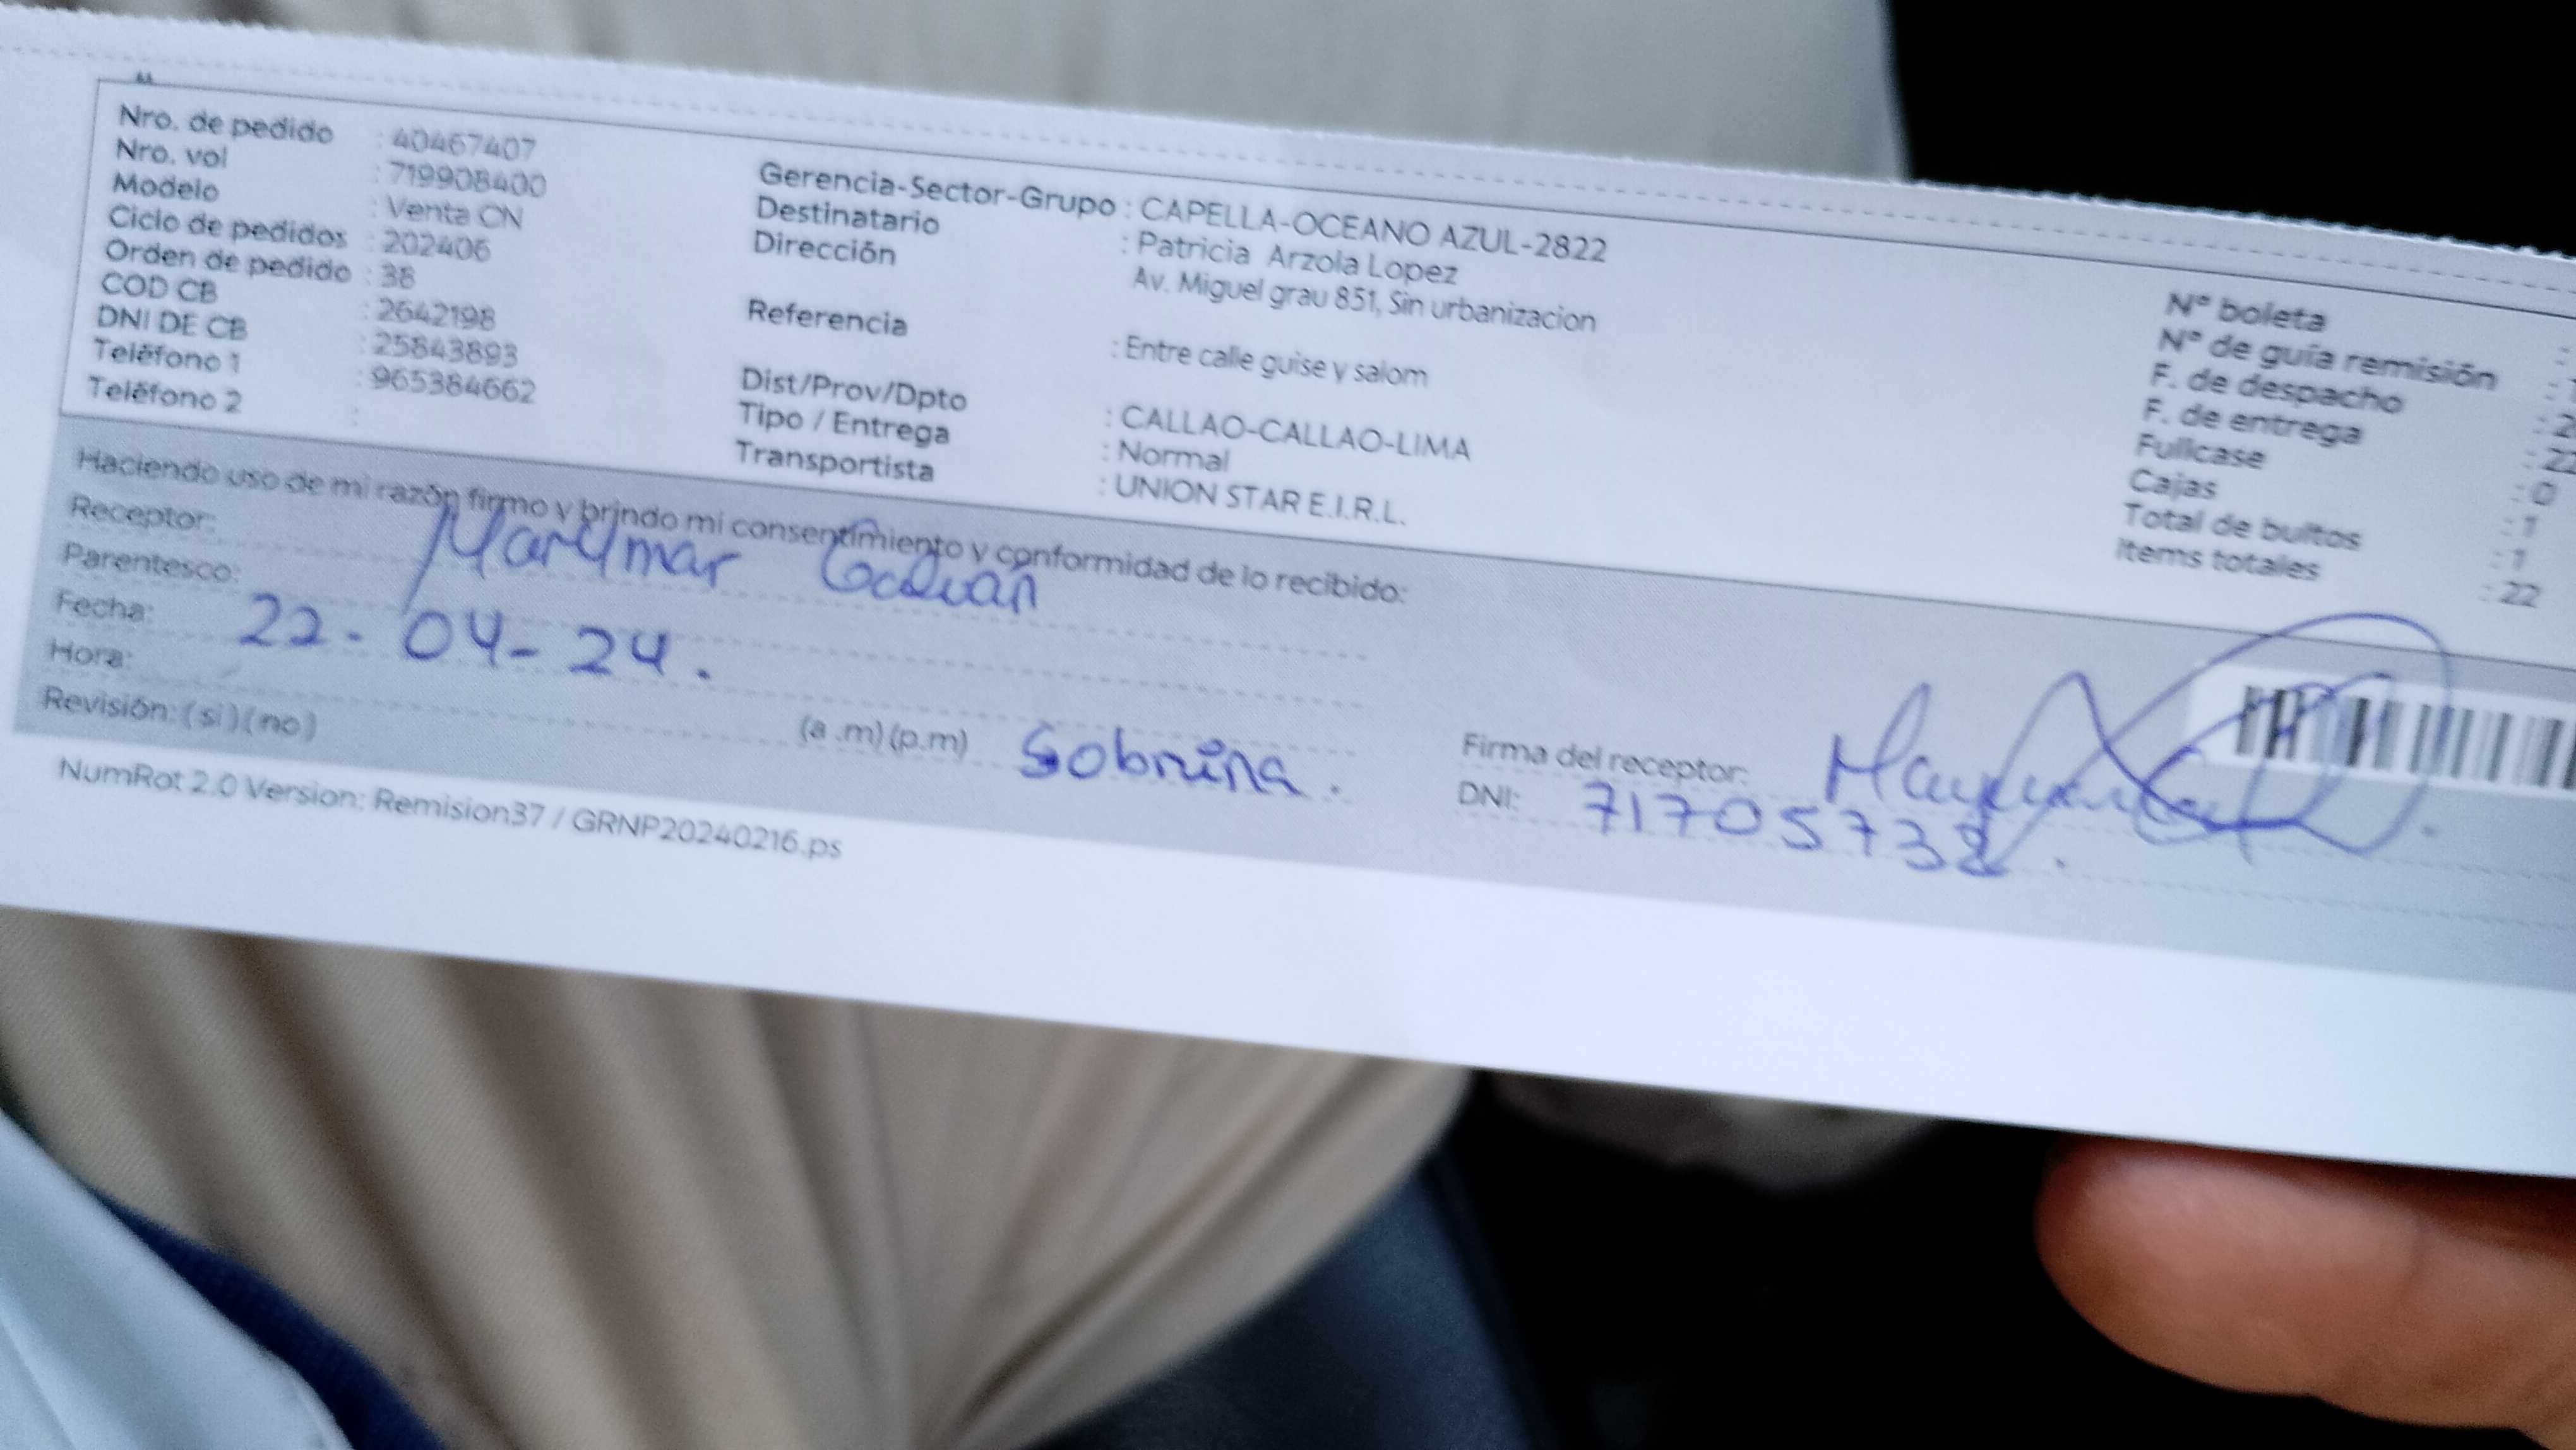 Nro. de pedido : 40467407
Nro. vol : 719908400
Modelo : Venta CN
Ciclo de pedidos : 202406
Orden de pedido : 38
COD CB : 2642198
DNI DE CB : 25843893
Teléfono 1 : 965384662
Teléfono 2 :
Gerencia-Sector-Grupo : CAPELLA-OCEANO AZUL-2822
Destinatario : Patricia Arzola Lopez
Dirección Av. Miguel grau 851, Sin urbanizacion
Referencia : Entre calle guise y salom
Dist/Prov/Dpto : CALLAO-CALLAO-LIMA
Tipo / Entrega : Normal
Transportista : UNION STAR E.I.R.L.
N° boleta :
N° de guía remisión :
F. de despacho :
F. de entrega :
Fullcase : 0
Cajas : 1
Total de bultos : 1
Items totales : 22
Haciendo uso de mi razón firmo y brindo mi consentimiento y conformidad de lo recibido:
Receptor: Marymar Galvan
Parentesco:
Fecha: 22-04-24.
Hora: (a .m) (p.m) Sobrina.
Revisión: (si) (no)
Firma del receptor:
DNI: 71705738.
NumRot 2.0 Version: Remision37 / GRNP20240216.ps